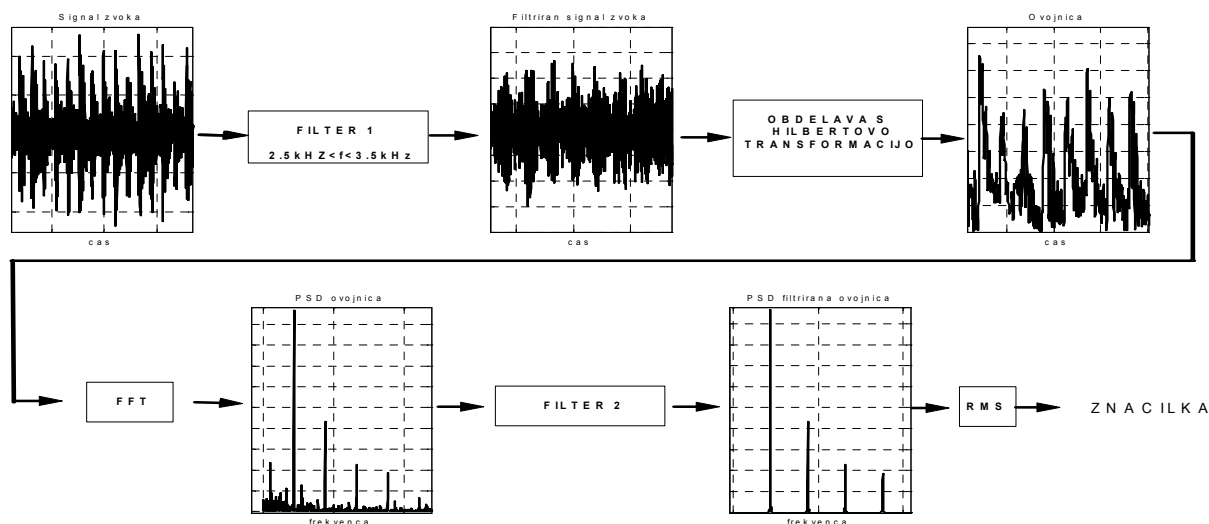 Signal zvoka
Filtriran signal zvoka
Ovojnica
FILTER 1
2.5kHZ<f<3.5kHz
OBDELAVA S
HILBERTOVO
TRANSFORMACIJO
cas
cas
cas
PSD ovojnica
PSD filtrirana ovojnica
FFT
FILTER 2
RMS
ZNACILKA
frekvenca
frekvenca